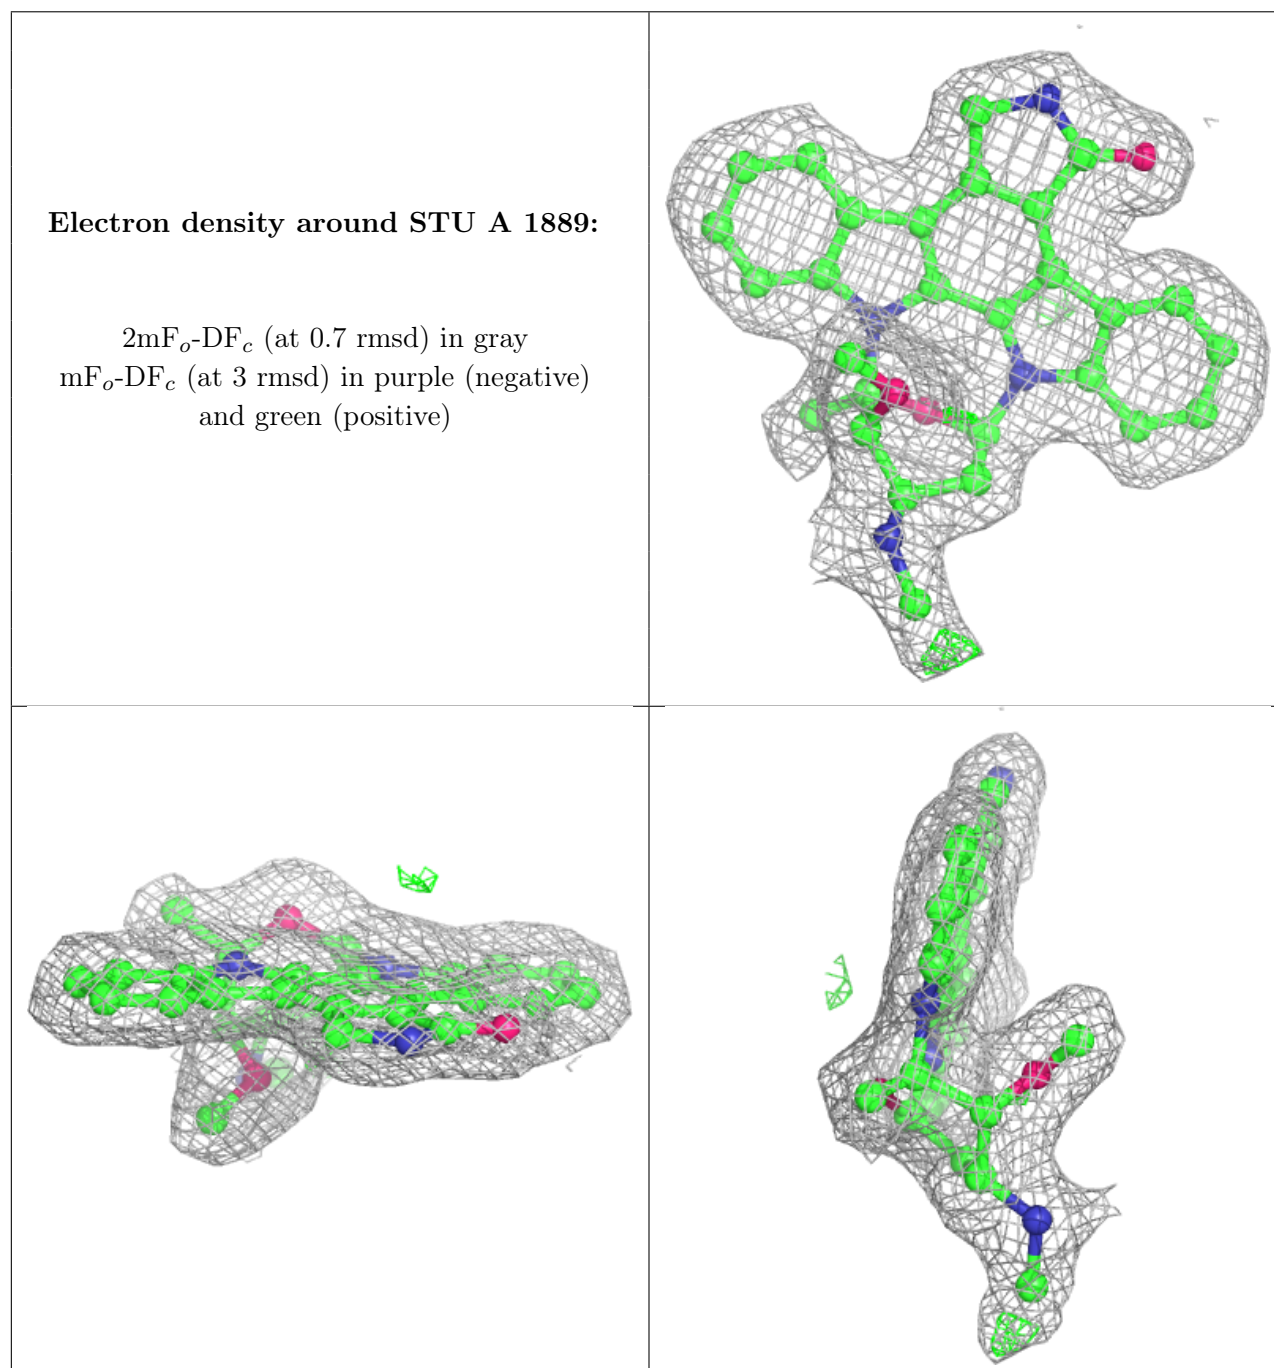 Electron density around STU A 1889:
2mFₒ-DF𝒸 (at 0.7 rmsd) in gray
mFₒ-DF𝒸 (at 3 rmsd) in purple (negative)
and green (positive)